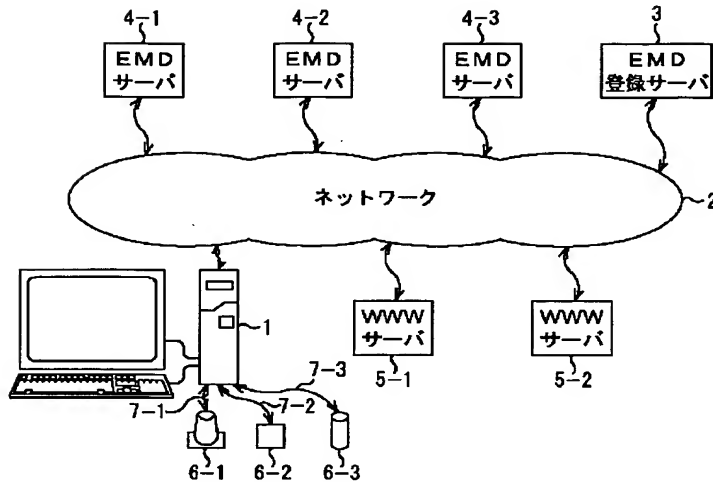 4-1
4-2
4-3
3
EMD
サーバ
EMD
サーバ
EMD
サーバ
EMD
登録サーバ
ネットワーク
2
1
WWW
サーバ
WWW
サーバ
5-1
5-2
7-3
7-1
7-2
6-1
6-2
6-3